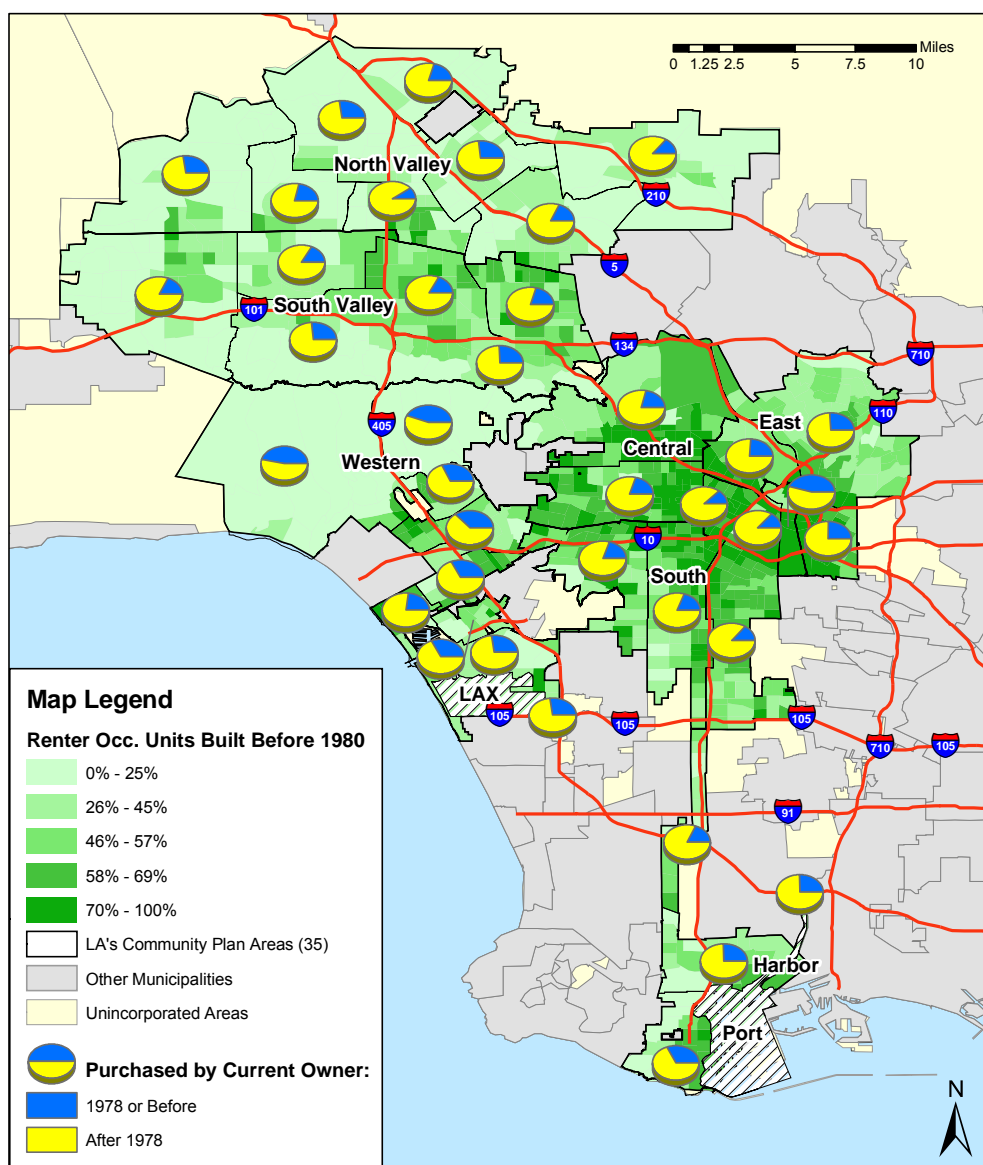 Miles
0 1.25 2.5 5 7.5 10
North Valley
210
5
South Valley
101
134
710
110
East
405
Central
Western
10
South
LAX
105
105
105
710
105
91
Harbor
Port
N
Map Legend
Renter Occ. Units Built Before 1980
0% - 25%
26% - 45%
46% - 57%
58% - 69%
70% - 100%
LA's Community Plan Areas (35)
Other Municipalities
Unincorporated Areas
Purchased by Current Owner:
1978 or Before
After 1978